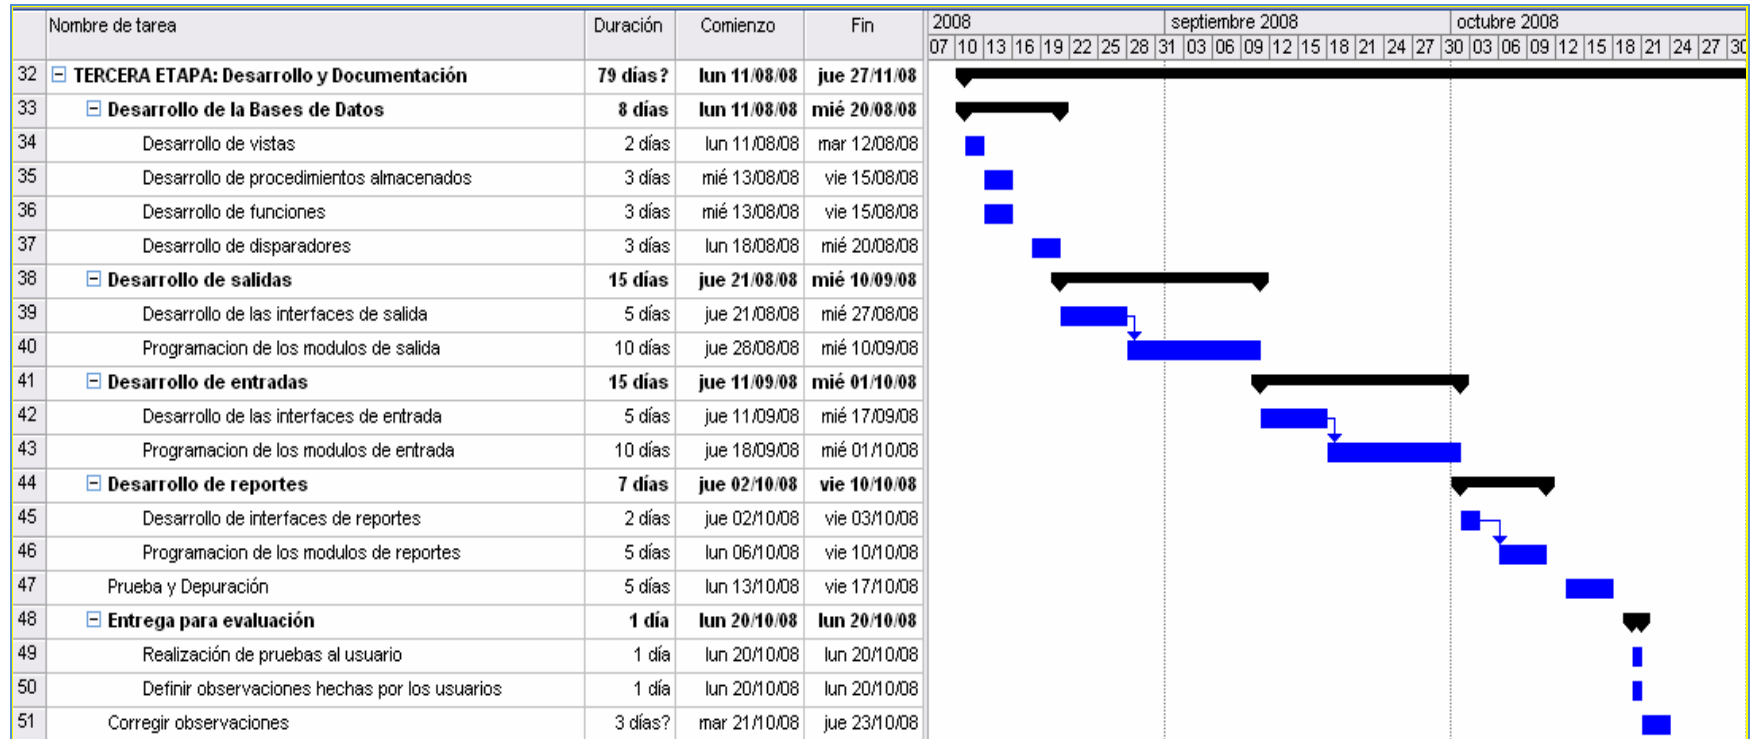 Nombre de tarea Duración Comienzo Fin 2008 septiembre 2008 octubre 2008
07 10 13 16 19 22 25 28 31 03 06 09 12 15 18 21 24 27 30 03 06 09 12 15 18 21 24 27 30
32 TERCERA ETAPA: Desarrollo y Documentación 79 días? lun 11/08/08 jue 27/11/08
33 Desarrollo de la Bases de Datos 8 días lun 11/08/08 mié 20/08/08
34 Desarrollo de vistas 2 días lun 11/08/08 mar 12/08/08
35 Desarrollo de procedimientos almacenados 3 días mié 13/08/08 vie 15/08/08
36 Desarrollo de funciones 3 días mié 13/08/08 vie 15/08/08
37 Desarrollo de disparadores 3 días lun 18/08/08 mié 20/08/08
38 Desarrollo de salidas 15 días jue 21/08/08 mié 10/09/08
39 Desarrollo de las interfaces de salida 5 días jue 21/08/08 mié 27/08/08
40 Programacion de los modulos de salida 10 días jue 28/08/08 mié 10/09/08
41 Desarrollo de entradas 15 días jue 11/09/08 mié 01/10/08
42 Desarrollo de las interfaces de entrada 5 días jue 11/09/08 mié 17/09/08
43 Programacion de los modulos de entrada 10 días jue 18/09/08 mié 01/10/08
44 Desarrollo de reportes 7 días jue 02/10/08 vie 10/10/08
45 Desarrollo de interfaces de reportes 2 días jue 02/10/08 vie 03/10/08
46 Programacion de los modulos de reportes 5 días lun 06/10/08 vie 10/10/08
47 Prueba y Depuración 5 días lun 13/10/08 vie 17/10/08
48 Entrega para evaluación 1 día lun 20/10/08 lun 20/10/08
49 Realización de pruebas al usuario 1 día lun 20/10/08 lun 20/10/08
50 Definir observaciones hechas por los usuarios 1 día lun 20/10/08 lun 20/10/08
51 Corregir observaciones 3 días? mar 21/10/08 jue 23/10/08